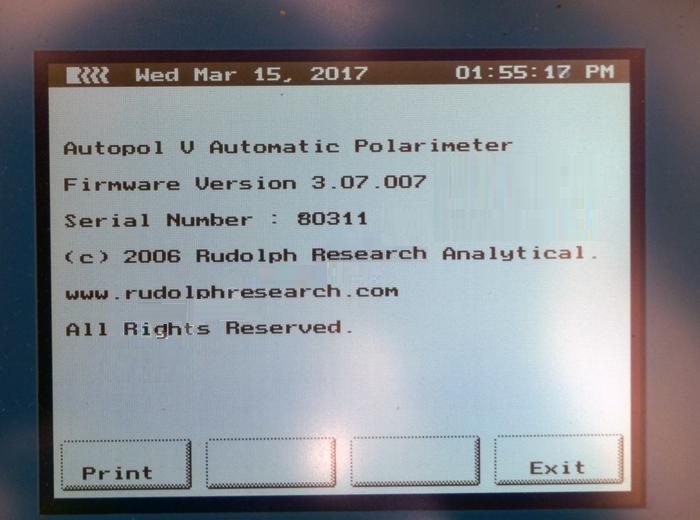 Wed Mar 15, 2017 01:55:17 PM
Autopol V Automatic Polarimeter
Firmware Version 3.07.007
Serial Number : 80311
(c) 2006 Rudolph Research Analytical.
www.rudolphresearch.com
All Rights Reserved.
Print Exit